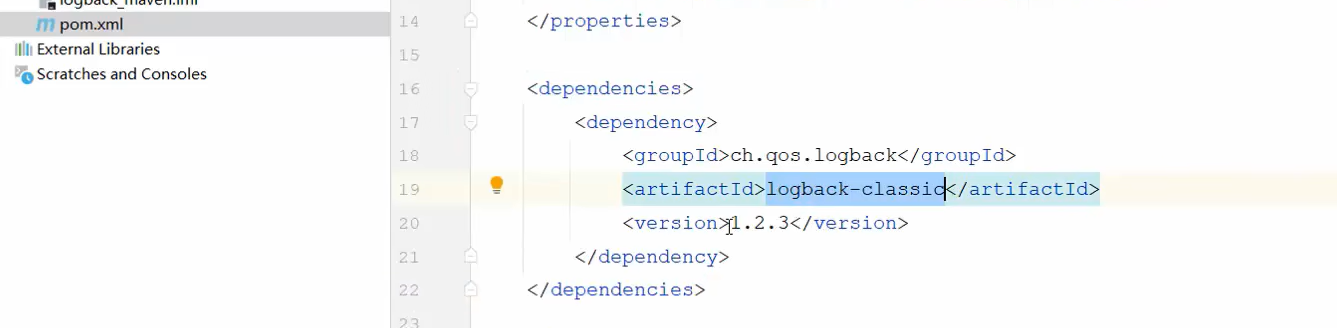 logback_maven.iml
pom.xml
External Libraries
Scratches and Consoles
14 </properties>
15
16 <dependencies>
17 <dependency>
18 <groupId>ch.qos.logback</groupId>
19 <artifactId>logback-classic</artifactId>
20 <version>1.2.3</version>
21 </dependency>
22 </dependencies>
23